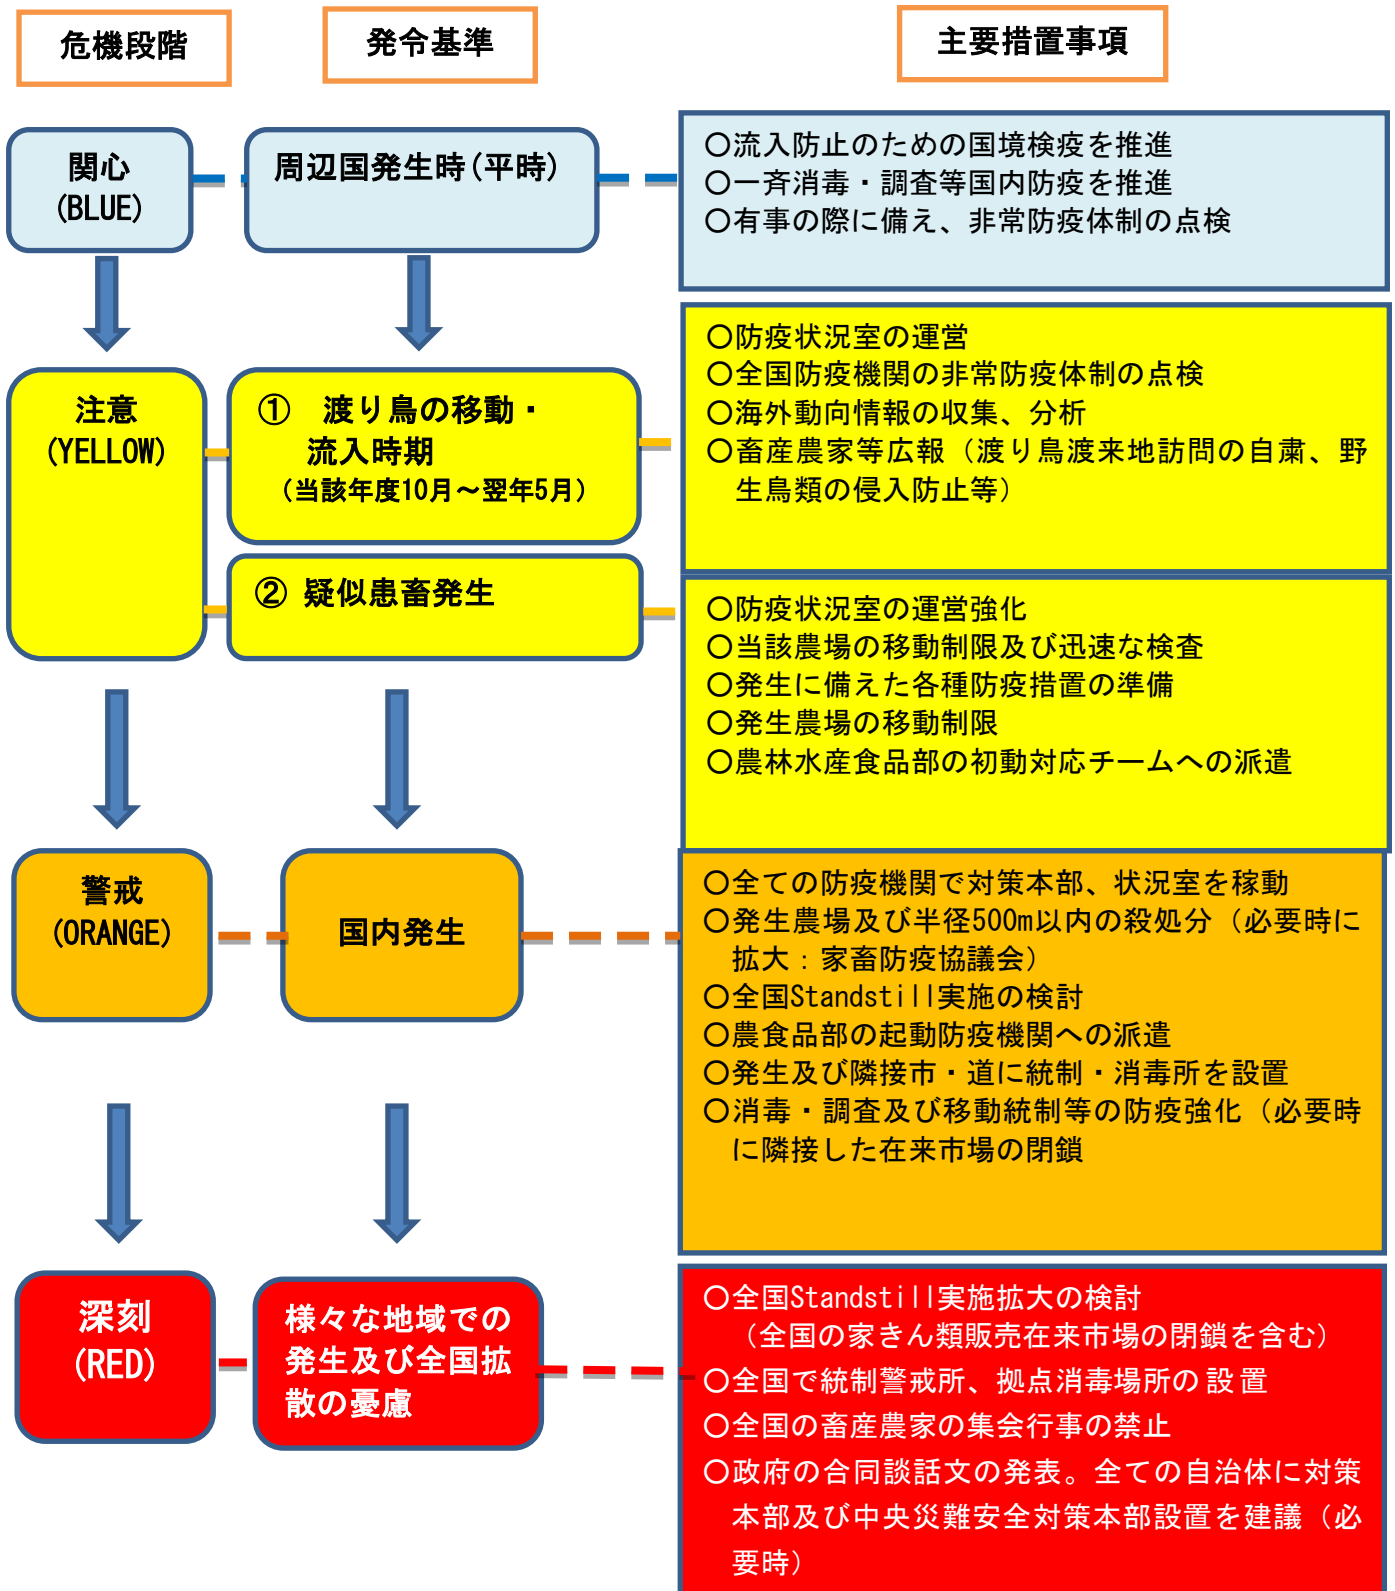 危機段階
発令基準
主要措置事項
関心
(BLUE)
周辺国発生時(平時)
〇流入防止のための国境検疫を推進
〇一斉消毒・調査等国内防疫を推進
〇有事の際に備え、非常防疫体制の点検
注意
(YELLOW)
① 渡り鳥の移動・
流入時期
（当該年度10月～翌年5月）
〇防疫状況室の運営
〇全国防疫機関の非常防疫体制の点検
〇海外動向情報の収集、分析
〇畜産農家等広報（渡り鳥渡来地訪問の自粛、野
生鳥類の侵入防止等）
② 疑似患畜発生
〇防疫状況室の運営強化
〇当該農場の移動制限及び迅速な検査
〇発生に備えた各種防疫措置の準備
〇発生農場の移動制限
〇農林水産食品部の初動対応チームへの派遣
警戒
(ORANGE)
国内発生
〇全ての防疫機関で対策本部、状況室を稼動
〇発生農場及び半径500m以内の殺処分（必要時に
拡大：家畜防疫協議会）
〇全国Standstill実施の検討
〇農食品部の起動防疫機関への派遣
〇発生及び隣接市・道に統制・消毒所を設置
〇消毒・調査及び移動統制等の防疫強化（必要時
に隣接した在来市場の閉鎖
深刻
(RED)
様々な地域での
発生及び全国拡
散の憂慮
〇全国Standstill実施拡大の検討
（全国の家きん類販売在来市場の閉鎖を含む）
〇全国で統制警戒所、拠点消毒場所の設置
〇全国の畜産農家の集会行事の禁止
〇政府の合同談話文の発表。全ての自治体に対策
本部及び中央災難安全対策本部設置を建議（必
要時）